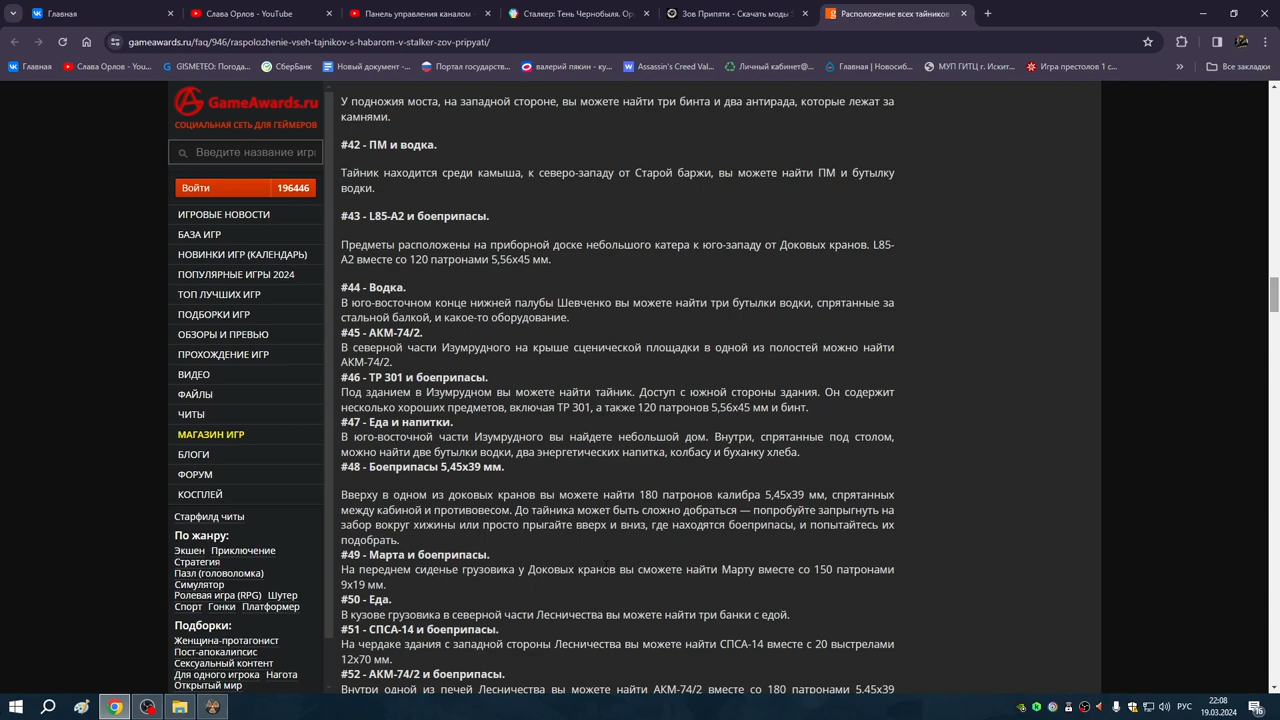 Главная
Слава Орлов - YouTube
Панель управления каналом
Сталкер: Тень Чернобыля. Ор
Зов Припяти - Скачать моды
Расположение всех тайников
gameawards.ru/faq/946/raspolozhenie-vseh-tajnikov-s-habarom-v-stalker-zov-pripyati/
Главная
Слава Орлов - You...
GISMETEO: Погода...
СберБанк
Новый документ -...
Портал государств...
валерий пякин - ку...
Assassin's Creed Val...
Личный кабинет@...
Главная | Новосиб...
МУП ГИТЦ г. Искит...
Игра престолов 1 с...
Все закладки
GameAwards.ru
СОЦИАЛЬНАЯ СЕТЬ ДЛЯ ГЕЙМЕРОВ
Введите название игр
Войти
196446
ИГРОВЫЕ НОВОСТИ
БАЗА ИГР
НОВИНКИ ИГР (КАЛЕНДАРЬ)
ПОПУЛЯРНЫЕ ИГРЫ 2024
ТОП ЛУЧШИХ ИГР
ПОДБОРКИ ИГР
ОБЗОРЫ И ПРЕВЬЮ
ПРОХОЖДЕНИЕ ИГР
ВИДЕО
ФАЙЛЫ
ЧИТЫ
МАГАЗИН ИГР
БЛОГИ
ФОРУМ
КОСПЛЕЙ
Старфилд читы
По жанру:
Экшен Приключение
Стратегия
Пазл (головоломка)
Симулятор
Ролевая игра (RPG) Шутер
Спорт Гонки Платформер
Подборки:
Женщина-протагонист
Пост-апокалипсис
Сексуальный контент
Для одного игрока Нагота
Открытый мир
У подножия моста, на западной стороне, вы можете найти три бинта и два антирада, которые лежат за
камнями.
#42 - ПМ и водка.
Тайник находится среди камыша, к северо-западу от Старой баржи, вы можете найти ПМ и бутылку
водки.
#43 - L85-A2 и боеприпасы.
Предметы расположены на приборной доске небольшого катера к юго-западу от Доковых кранов. L85-
A2 вместе со 120 патронами 5,56x45 мм.
#44 - Водка.
В юго-восточном конце нижней палубы Шевченко вы можете найти три бутылки водки, спрятанные за
стальной балкой, и какое-то оборудование.
#45 - АКМ-74/2.
В северной части Изумрудного на крыше сценической площадки в одной из полостей можно найти
АКМ-74/2.
#46 - ТР 301 и боеприпасы.
Под зданием в Изумрудном вы можете найти тайник. Доступ с южной стороны здания. Он содержит
несколько хороших предметов, включая ТР 301, а также 120 патронов 5,56x45 мм и бинт.
#47 - Еда и напитки.
В юго-восточной части Изумрудного вы найдете небольшой дом. Внутри, спрятанные под столом,
можно найти две бутылки водки, два энергетических напитка, колбасу и буханку хлеба.
#48 - Боеприпасы 5,45x39 мм.
Вверху в одном из доковых кранов вы можете найти 180 патронов калибра 5,45x39 мм, спрятанных
между кабиной и противовесом. До тайника может быть сложно добраться — попробуйте запрыгнуть на
забор вокруг хижины или просто прыгайте вверх и вниз, где находятся боеприпасы, и попытайтесь их
подобрать.
#49 - Марта и боеприпасы.
На переднем сиденье грузовика у Доковых кранов вы сможете найти Марту вместе со 150 патронами
9x19 мм.
#50 - Еда.
В кузове грузовика в северной части Лесничества вы можете найти три банки с едой.
#51 - СПСА-14 и боеприпасы.
На чердаке здания с западной стороны Лесничества вы можете найти СПСА-14 вместе с 20 выстрелами
12x70 мм.
#52 - АКМ-74/2 и боеприпасы.
Внутри одной из печей Лесничества вы можете найти АКМ-74/2 вместе со 180 патронами 5,45x39
РУС
22:08
19.03.2024
16